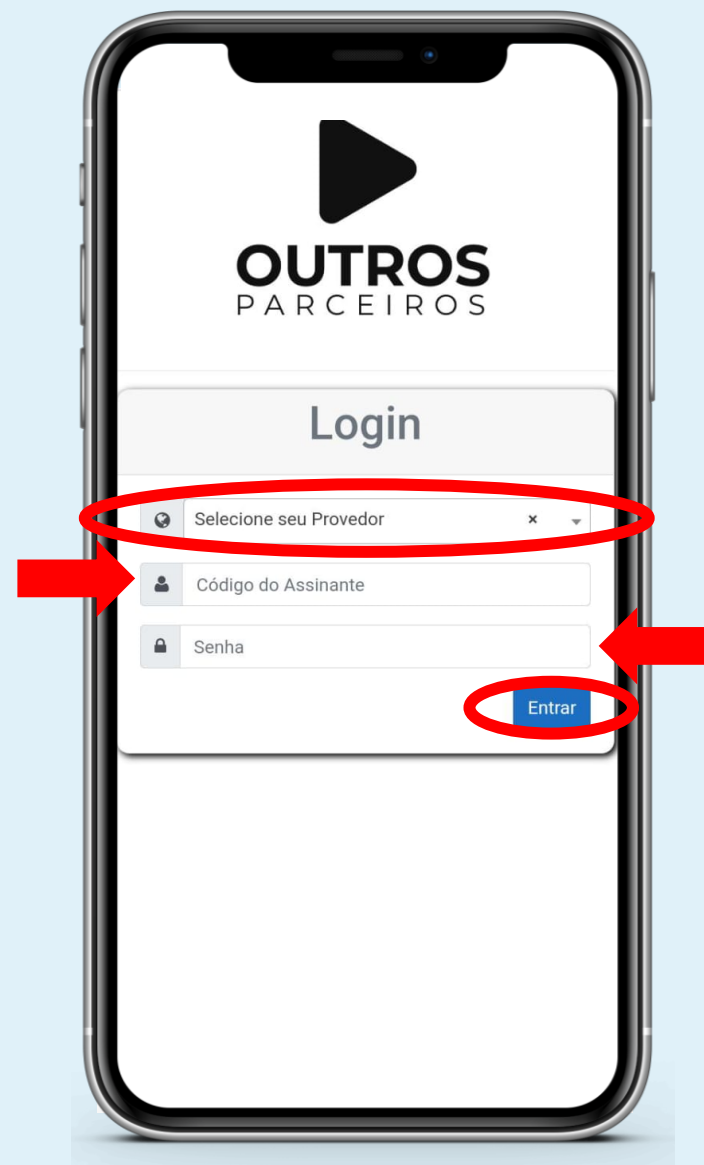 OUTROS
PARCEIROS
Login
Selecione seu Provedor × 
Código do Assinante
Senha
Entrar